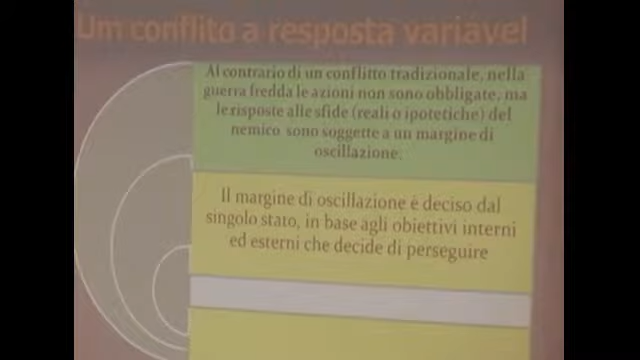 Um conflito a resposta variável
Al contrario di un conflitto tradizionale, nella
guerra fredda le azioni non sono obbligate, ma
le risposte alle sfide (reali o ipotetiche) del
nemico sono soggette a un margine di
oscillazione.
Il margine di oscillazione è deciso dal
singolo stato, in base agli obiettivi interni
ed esterni che decide di perseguire